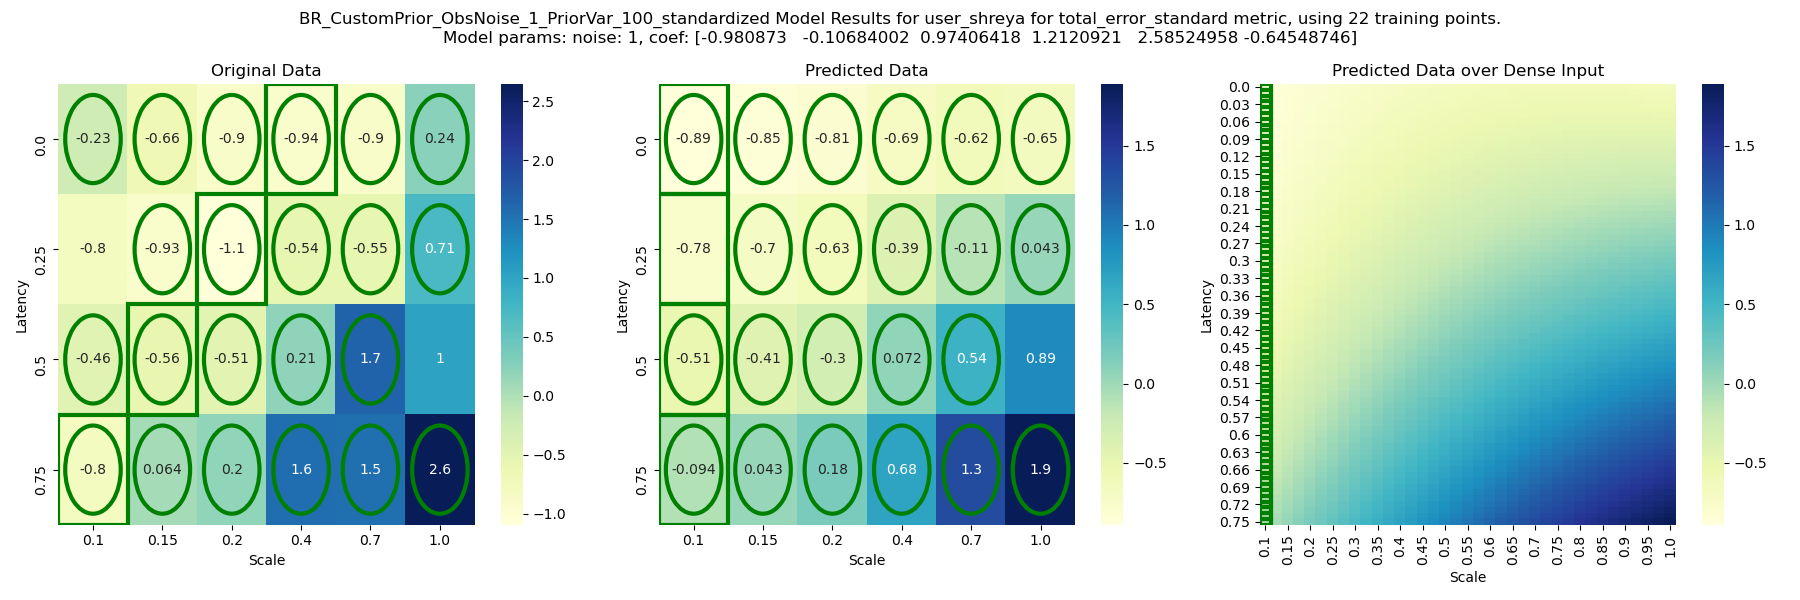 BR_CustomPrior_ObsNoise_1_PriorVar_100_standardized Model Results for user_shreya for total_error_standard metric, using 22 training points.
Model params: noise: 1, coef: [-0.980873 -0.10684002 0.97406418 1.2120921 2.58524958 -0.64548746]
Original Data
-0.23 -0.66 -0.9 -0.94 -0.9 0.24
-0.8 -0.93 -1.1 -0.54 -0.55 0.71
-0.46 -0.56 -0.51 0.21 1.7 1
-0.8 0.064 0.2 1.6 1.5 2.6
0.0
0.25
0.5
0.75
Latency
0.1 0.15 0.2 0.4 0.7 1.0
Scale
2.5
2.0
1.5
1.0
0.5
0.0
−0.5
−1.0
Predicted Data
-0.89 -0.85 -0.81 -0.69 -0.62 -0.65
-0.78 -0.7 -0.63 -0.39 -0.11 0.043
-0.51 -0.41 -0.3 0.072 0.54 0.89
-0.094 0.043 0.18 0.68 1.3 1.9
0.0
0.25
0.5
0.75
Latency
0.1 0.15 0.2 0.4 0.7 1.0
Scale
1.5
1.0
0.5
0.0
−0.5
Predicted Data over Dense Input
0.0
0.03
0.06
0.09
0.12
0.15
0.18
0.21
0.24
0.27
0.3
0.33
0.36
0.39
0.42
0.45
0.48
0.51
0.54
0.57
0.6
0.63
0.66
0.69
0.72
0.75
Latency
0.1 0.15 0.2 0.25 0.3 0.35 0.4 0.45 0.5 0.55 0.6 0.65 0.7 0.75 0.8 0.85 0.9 0.95 1.0
Scale
1.5
1.0
0.5
0.0
−0.5